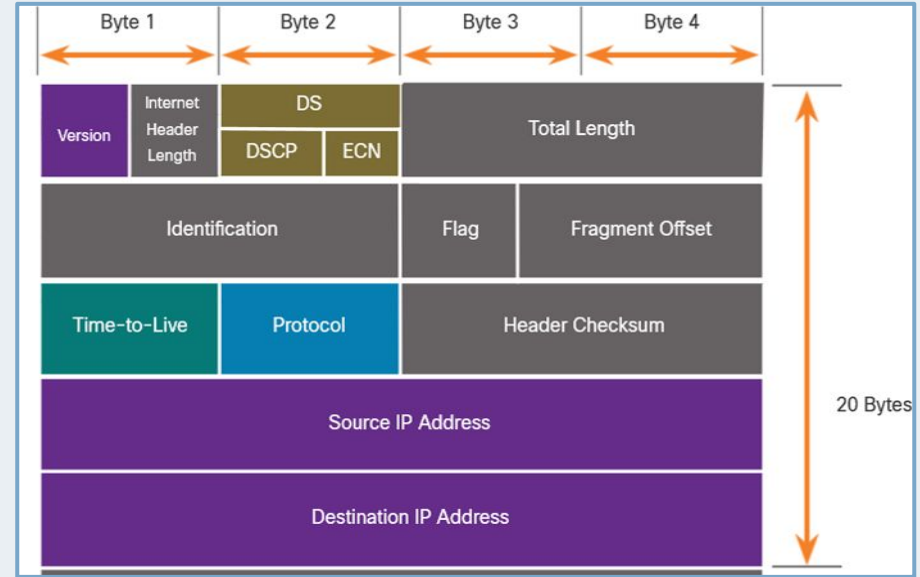 Byte 1 Byte 2 Byte 3 Byte 4
Version
Internet
Header
Length
DS
DSCP ECN
Total Length
Identification Flag Fragment Offset
Time-to-Live Protocol Header Checksum
Source IP Address
20 Bytes
Destination IP Address